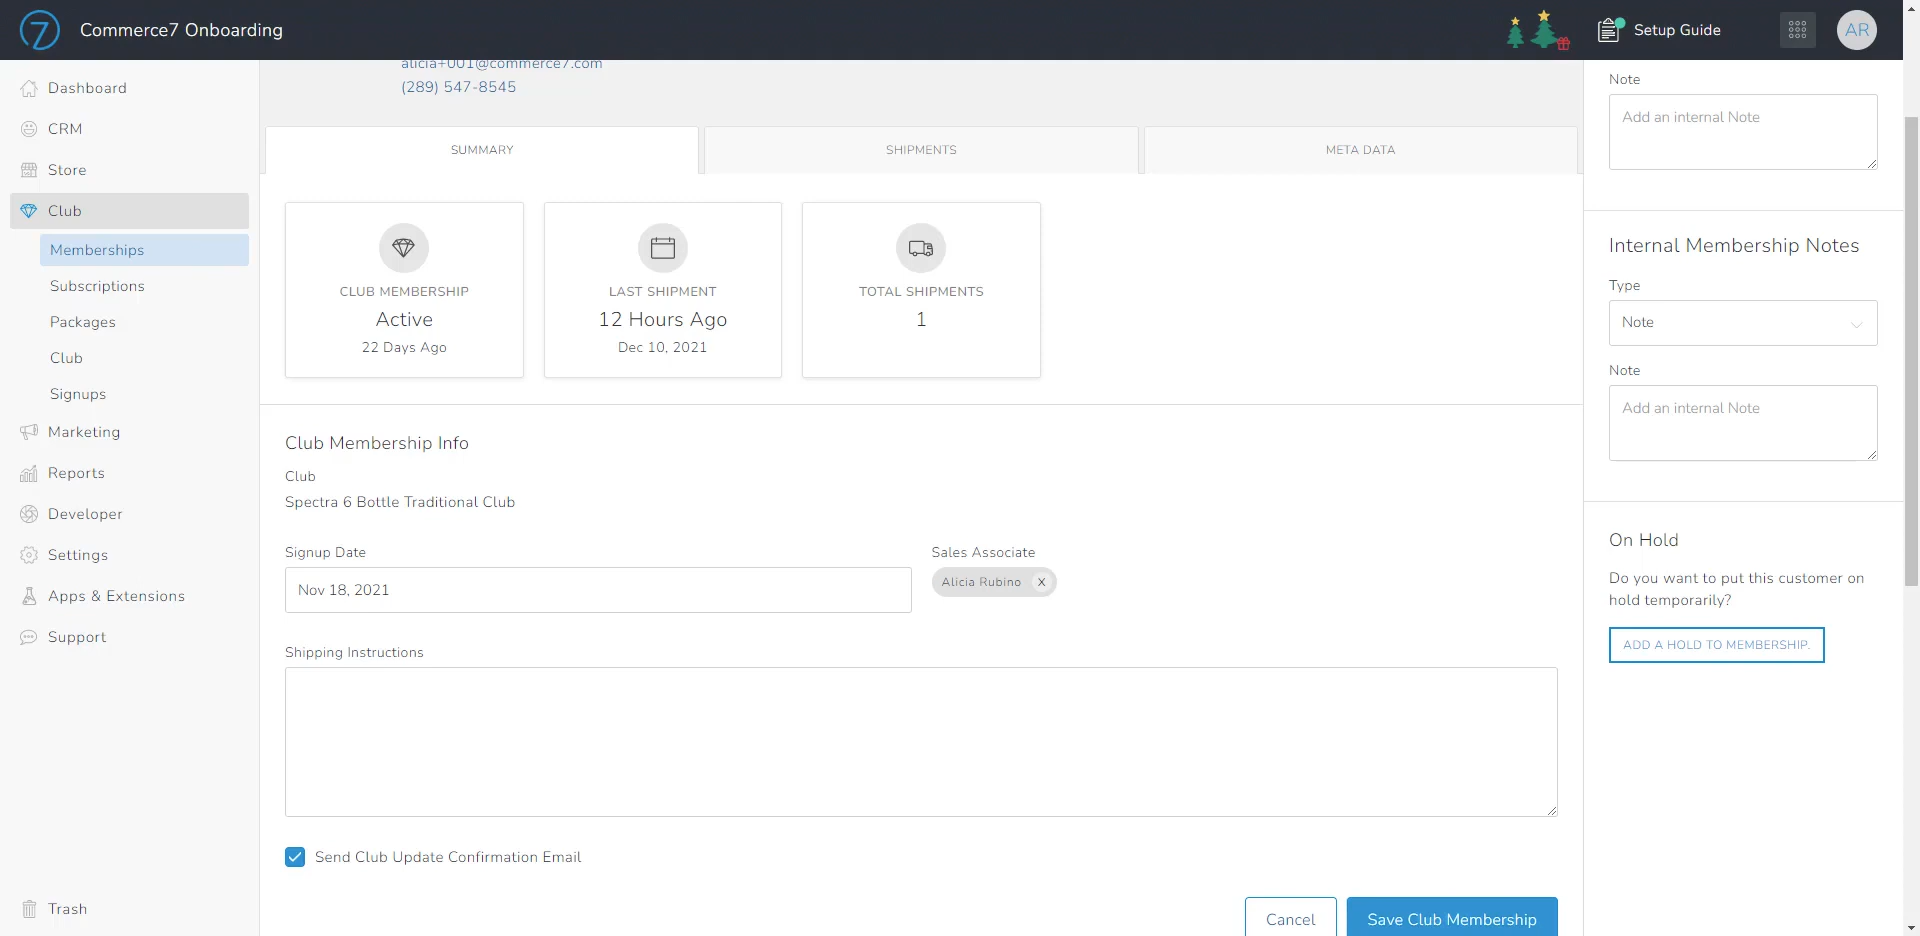 Commerce7 Onboarding
Setup Guide
AR
Dashboard
CRM
Store
Club
Memberships
Subscriptions
Packages
Club
Signups
Marketing
Reports
Developer
Settings
Apps & Extensions
Support
Trash
alicia+001@commerce7.com
(289) 547-8545
SUMMARY
SHIPMENTS
META DATA
CLUB MEMBERSHIP
Active
22 Days Ago
LAST SHIPMENT
12 Hours Ago
Dec 10, 2021
TOTAL SHIPMENTS
1
Club Membership Info
Club
Spectra 6 Bottle Traditional Club
Signup Date
Nov 18, 2021
Sales Associate
Alicia Rubino X
Shipping Instructions
Send Club Update Confirmation Email
Cancel
Save Club Membership
Note
Add an internal Note
Internal Membership Notes
Type
Note
Note
Add an internal Note
On Hold
Do you want to put this customer on
hold temporarily?
ADD A HOLD TO MEMBERSHIP.